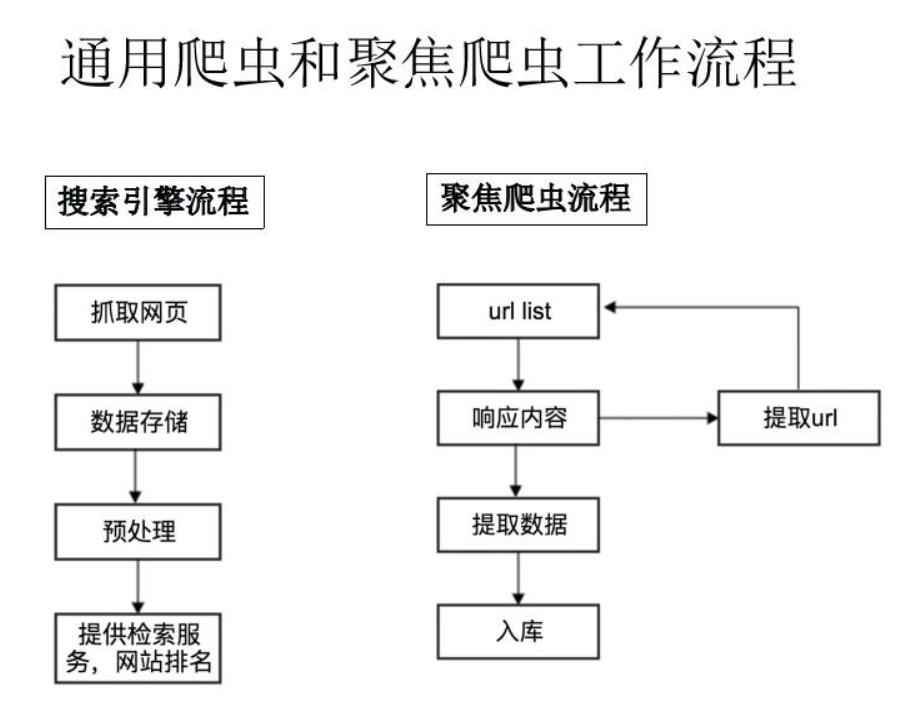 通用爬虫和聚焦爬虫工作流程
搜索引擎流程
抓取网页
数据存储
预处理
提供检索服
务，网站排名
聚焦爬虫流程
url list
响应内容
提取url
提取数据
入库